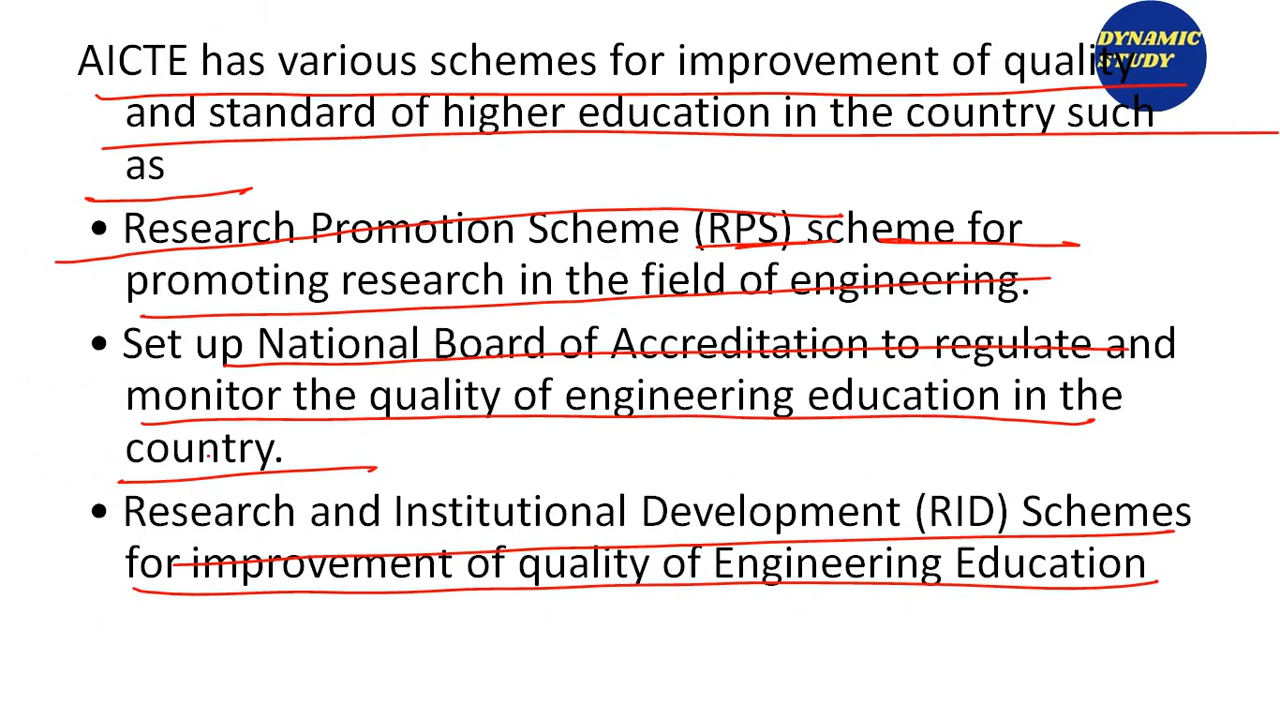 DYNAMIC
STUDY
AICTE has various schemes for improvement of quality
and standard of higher education in the country such
as
• Research Promotion Scheme (RPS) scheme for
promoting research in the field of engineering.
• Set up National Board of Accreditation to regulate and
monitor the quality of engineering education in the
country.
• Research and Institutional Development (RID) Schemes
for improvement of quality of Engineering Education